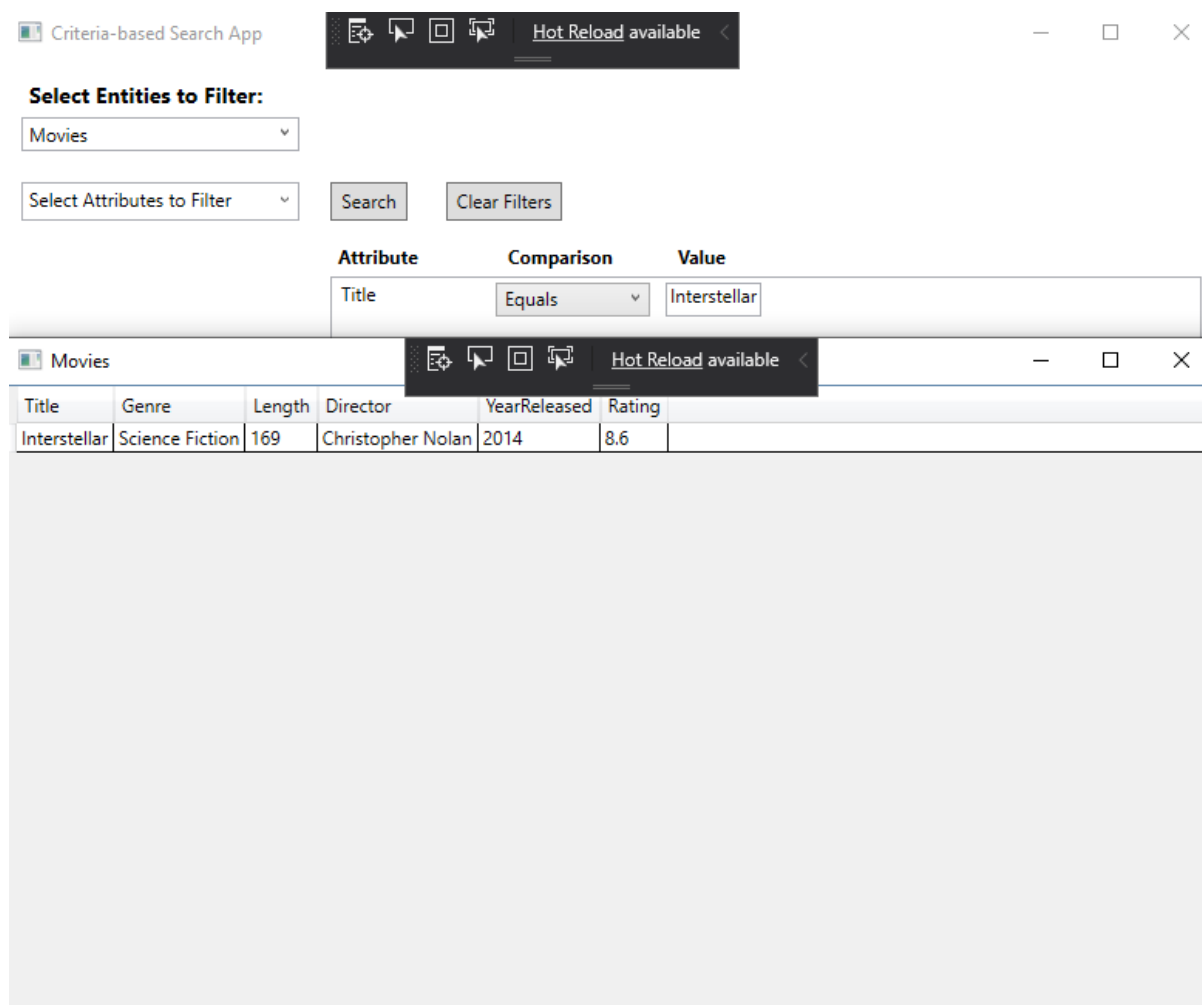 Criteria-based Search App
Hot Reload available
Select Entities to Filter:
Movies
Select Attributes to Filter Search Clear Filters
Attribute Comparison Value
Title Equals Interstellar
Movies
Hot Reload available
Title Genre Length Director YearReleased Rating
Interstellar Science Fiction 169 Christopher Nolan 2014 8.6